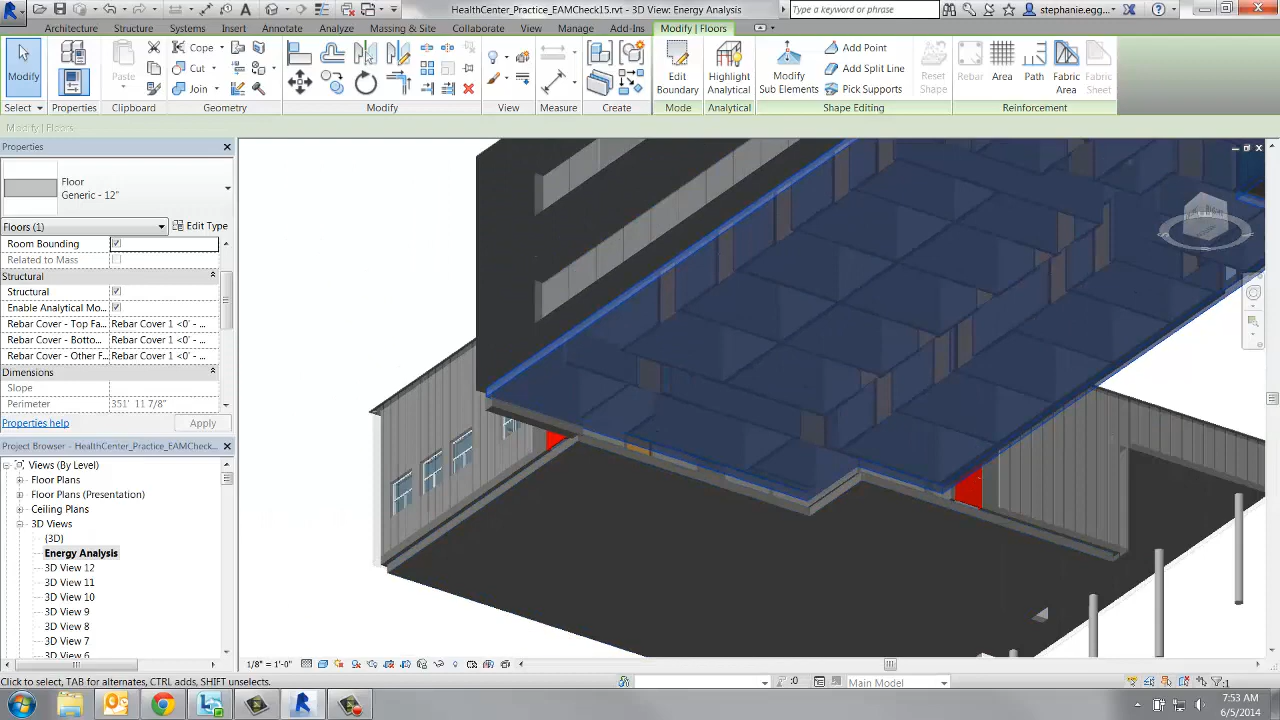 HealthCenter_Practice_EAMCheck15.rvt - 3D View: Energy Analysis
Type a keyword or phrase
stephanie.egg...
Architecture Structure Systems Insert Annotate Analyze Massing & Site Collaborate View Manage Add-Ins Modify | Floors
Modify
Paste
Cope
Cut
Join
Edit Boundary
Highlight Analytical
Modify Sub Elements
Add Point
Add Split Line
Pick Supports
Reset Shape
Rebar
Area
Path
Fabric Area
Fabric Sheet
Select Properties Clipboard Geometry Modify View Measure Create Mode Analytical Shape Editing Reinforcement
Modify | Floors
Properties
Floor
Generic - 12"
Floors (1)
Edit Type
Room Bounding
Related to Mass
Structural
Structural
Enable Analytical Mo...
Rebar Cover - Top Fa... Rebar Cover 1 <0' - ...
Rebar Cover - Botto... Rebar Cover 1 <0' - ...
Rebar Cover - Other F... Rebar Cover 1 <0' - ...
Dimensions
Slope
Perimeter 351' 11 7/8"
Properties help
Apply
Project Browser - HealthCenter_Practice_EAMCheck...
Views (By Level)
Floor Plans
Floor Plans (Presentation)
Ceiling Plans
3D Views
{3D}
Energy Analysis
3D View 12
3D View 11
3D View 10
3D View 9
3D View 8
3D View 7
3D View 6
1/8" = 1'-0"
Click to select, TAB for alternates, CTRL adds, SHIFT unselects.
:0
Main Model
:1
7:53 AM
6/5/2014